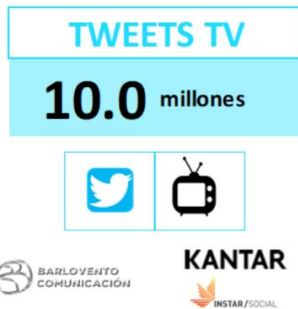 TWEETS TV
10.0 millones
BARLOVENTO
COMUNICACIÓN
KANTAR
INSTAR/SOCIAL